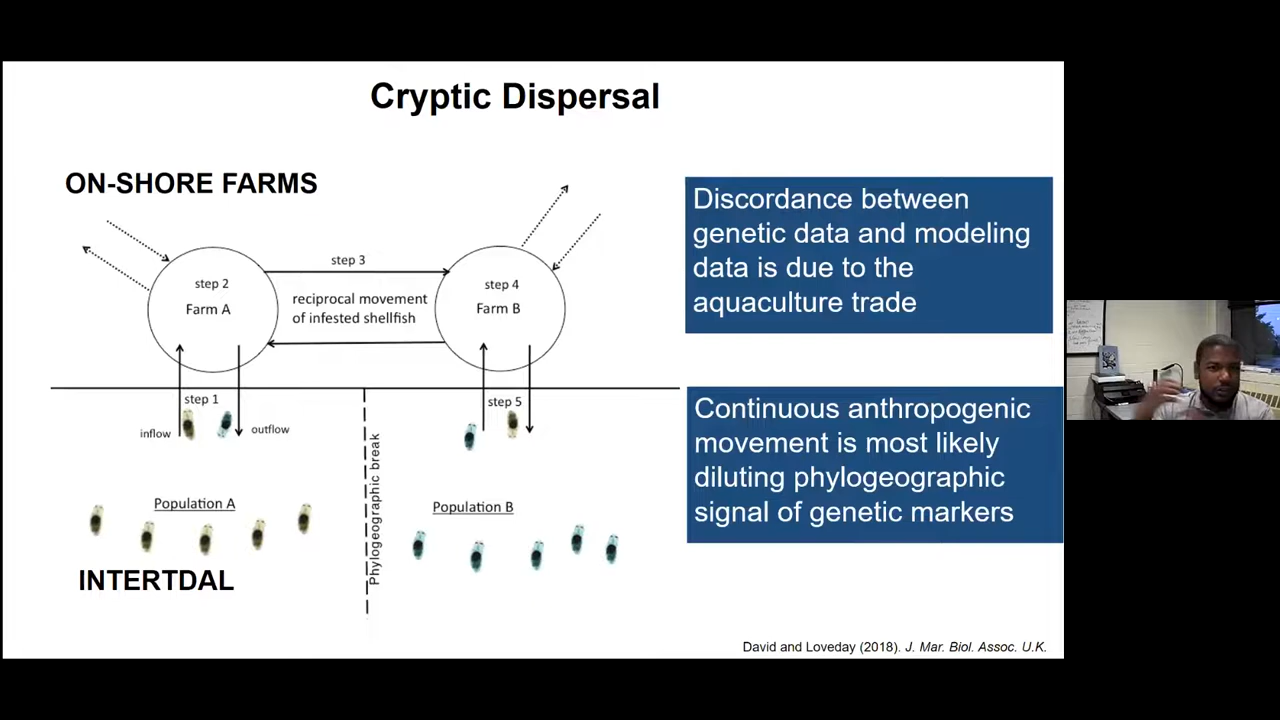 Cryptic Dispersal
ON-SHORE FARMS
step 2
Farm A
step 3
reciprocal movement
of infested shellfish
step 4
Farm B
step 1
inflow
outflow
step 5
Phylogeographic break
Population A
Population B
INTERTDAL
Discordance between
genetic data and modeling
data is due to the
aquaculture trade
Continuous anthropogenic
movement is most likely
diluting phylogeographic
signal of genetic markers
David and Loveday (2018). J. Mar. Biol. Assoc. U.K.